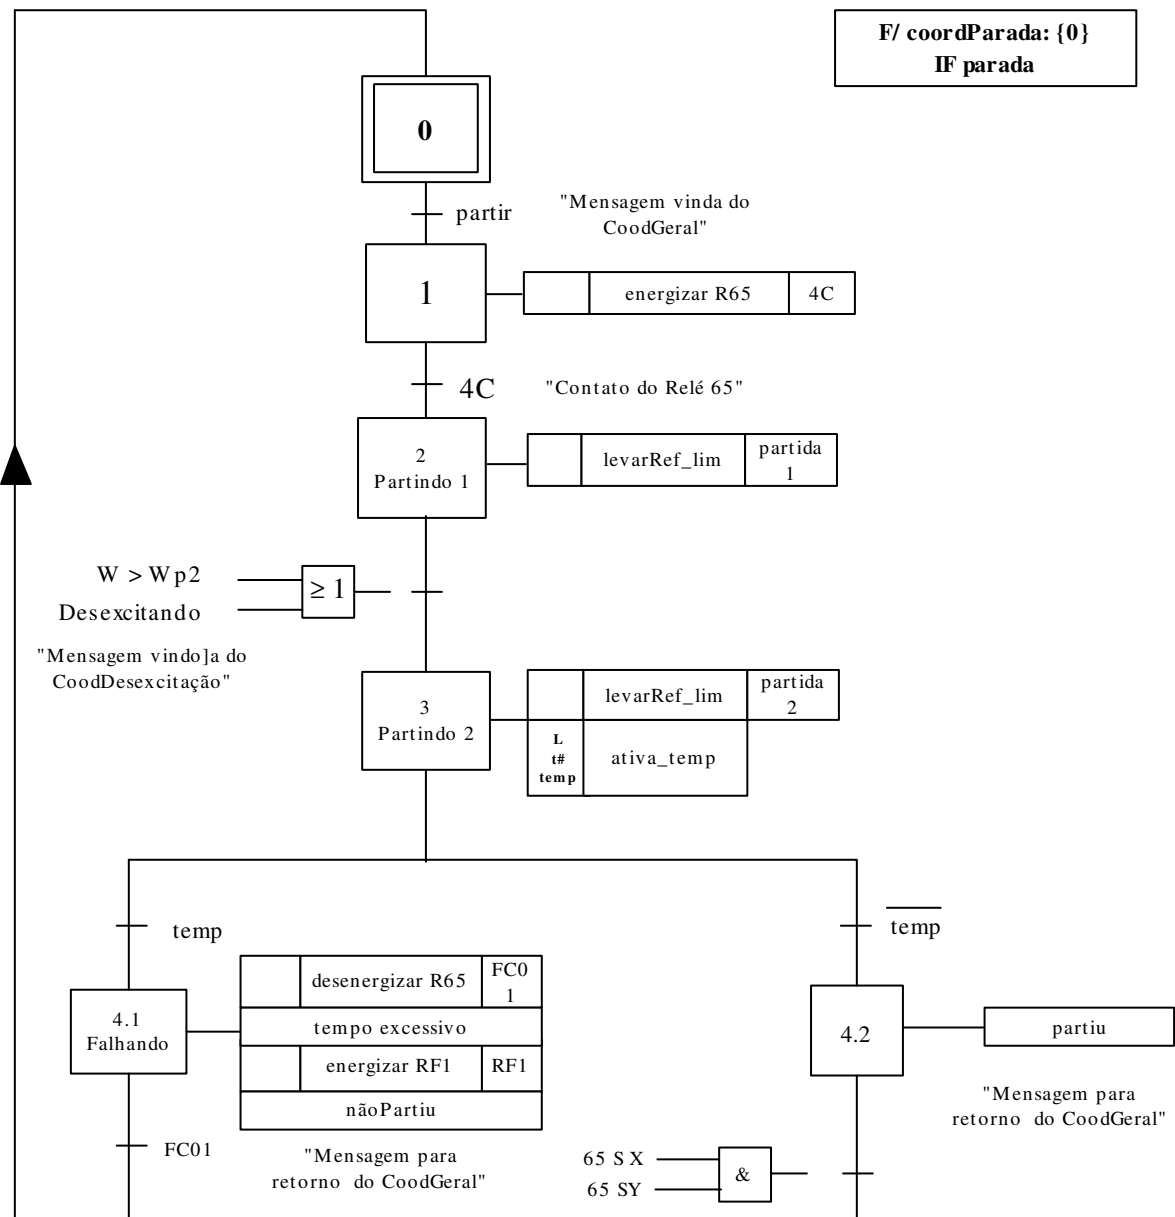 F/ coordParada: {0}
IF parada
0
partir
"Mensagem vinda do
CoodGeral"
1
energizar R65
4C
4C
"Contato do Relé 65"
2
Partindo 1
levarRef_lim
partida
1
W > Wp2
Desexcitando
≥ 1
"Mensagem vindo]a do
CoodDesexcitação"
3
Partindo 2
levarRef_lim
partida
2
L
t#
temp
ativa_temp
temp
temp
4.1
Falhando
desenergizar R65
FC0
1
tempo excessivo
energizar RF1
RF1
nãoPartiu
4.2
partiu
"Mensagem para
retorno do CoodGeral"
FC01
"Mensagem para
retorno do CoodGeral"
65 SX
65 SY
&